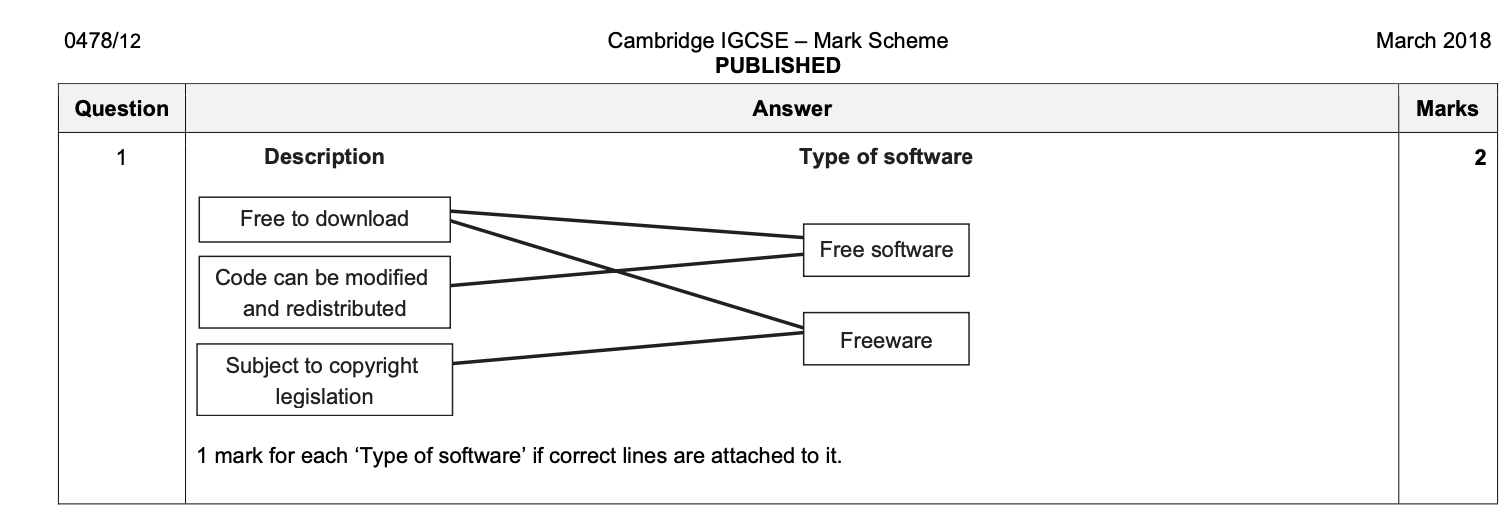 0478/12 Cambridge IGCSE – Mark Scheme March 2018
PUBLISHED
Question Answer Marks
1 Description Type of software 2
Free to download
Free software
Code can be modified
and redistributed
Freeware
Subject to copyright
legislation
1 mark for each ‘Type of software’ if correct lines are attached to it.